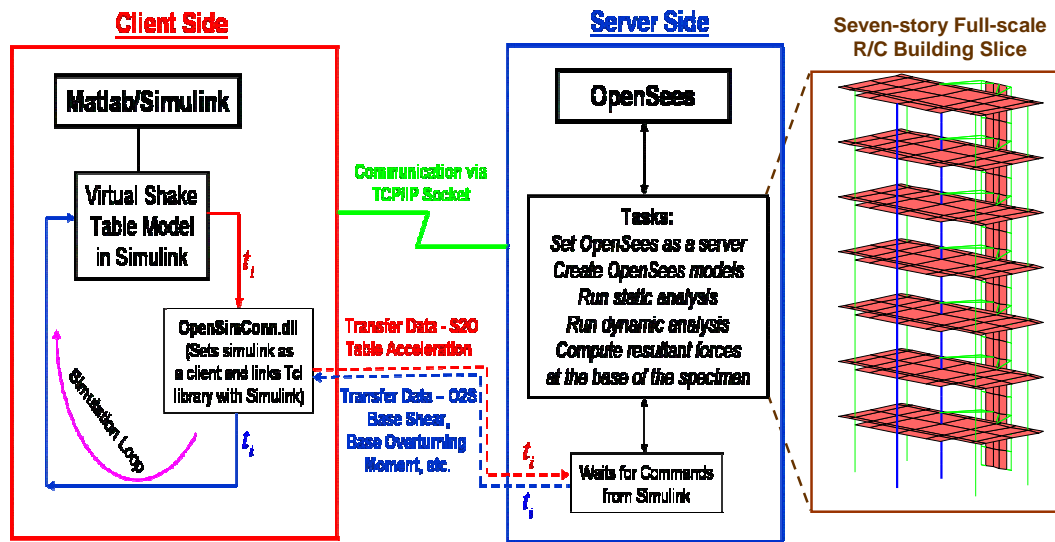 Client Side
Matlab/Simulink
Virtual Shake
Table Model
in Simulink
t_i
OpenSimConn.dll
(Sets simulink as
a client and links Tcl
library with Simulink)
t_i
Simulation Loop
Communication via
TCP/IP Socket
Transfer Data - S2O
Table Acceleration
Transfer Data – O2S
Base Shear,
Base Overturning
Moment, etc.
Server Side
OpenSees
Tasks:
Set OpenSees as a server
Create OpenSees models
Run static analysis
Run dynamic analysis
Compute resultant forces
at the base of the specimen
t_i
t_i
Waits for Commands
from Simulink
Seven-story Full-scale
R/C Building Slice